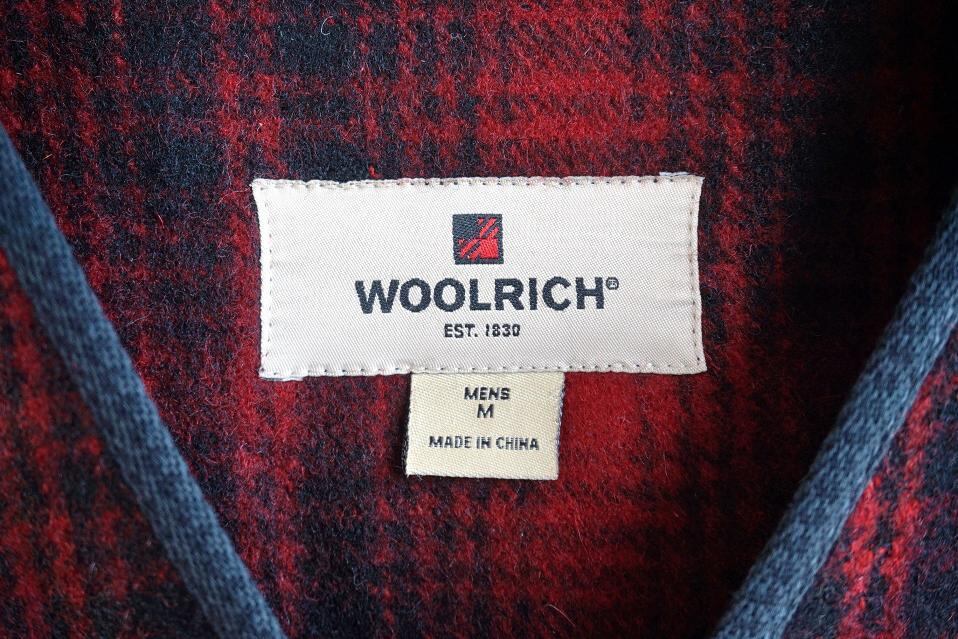 WOOLRICH®
EST. 1830
MENS
M
MADE IN CHINA